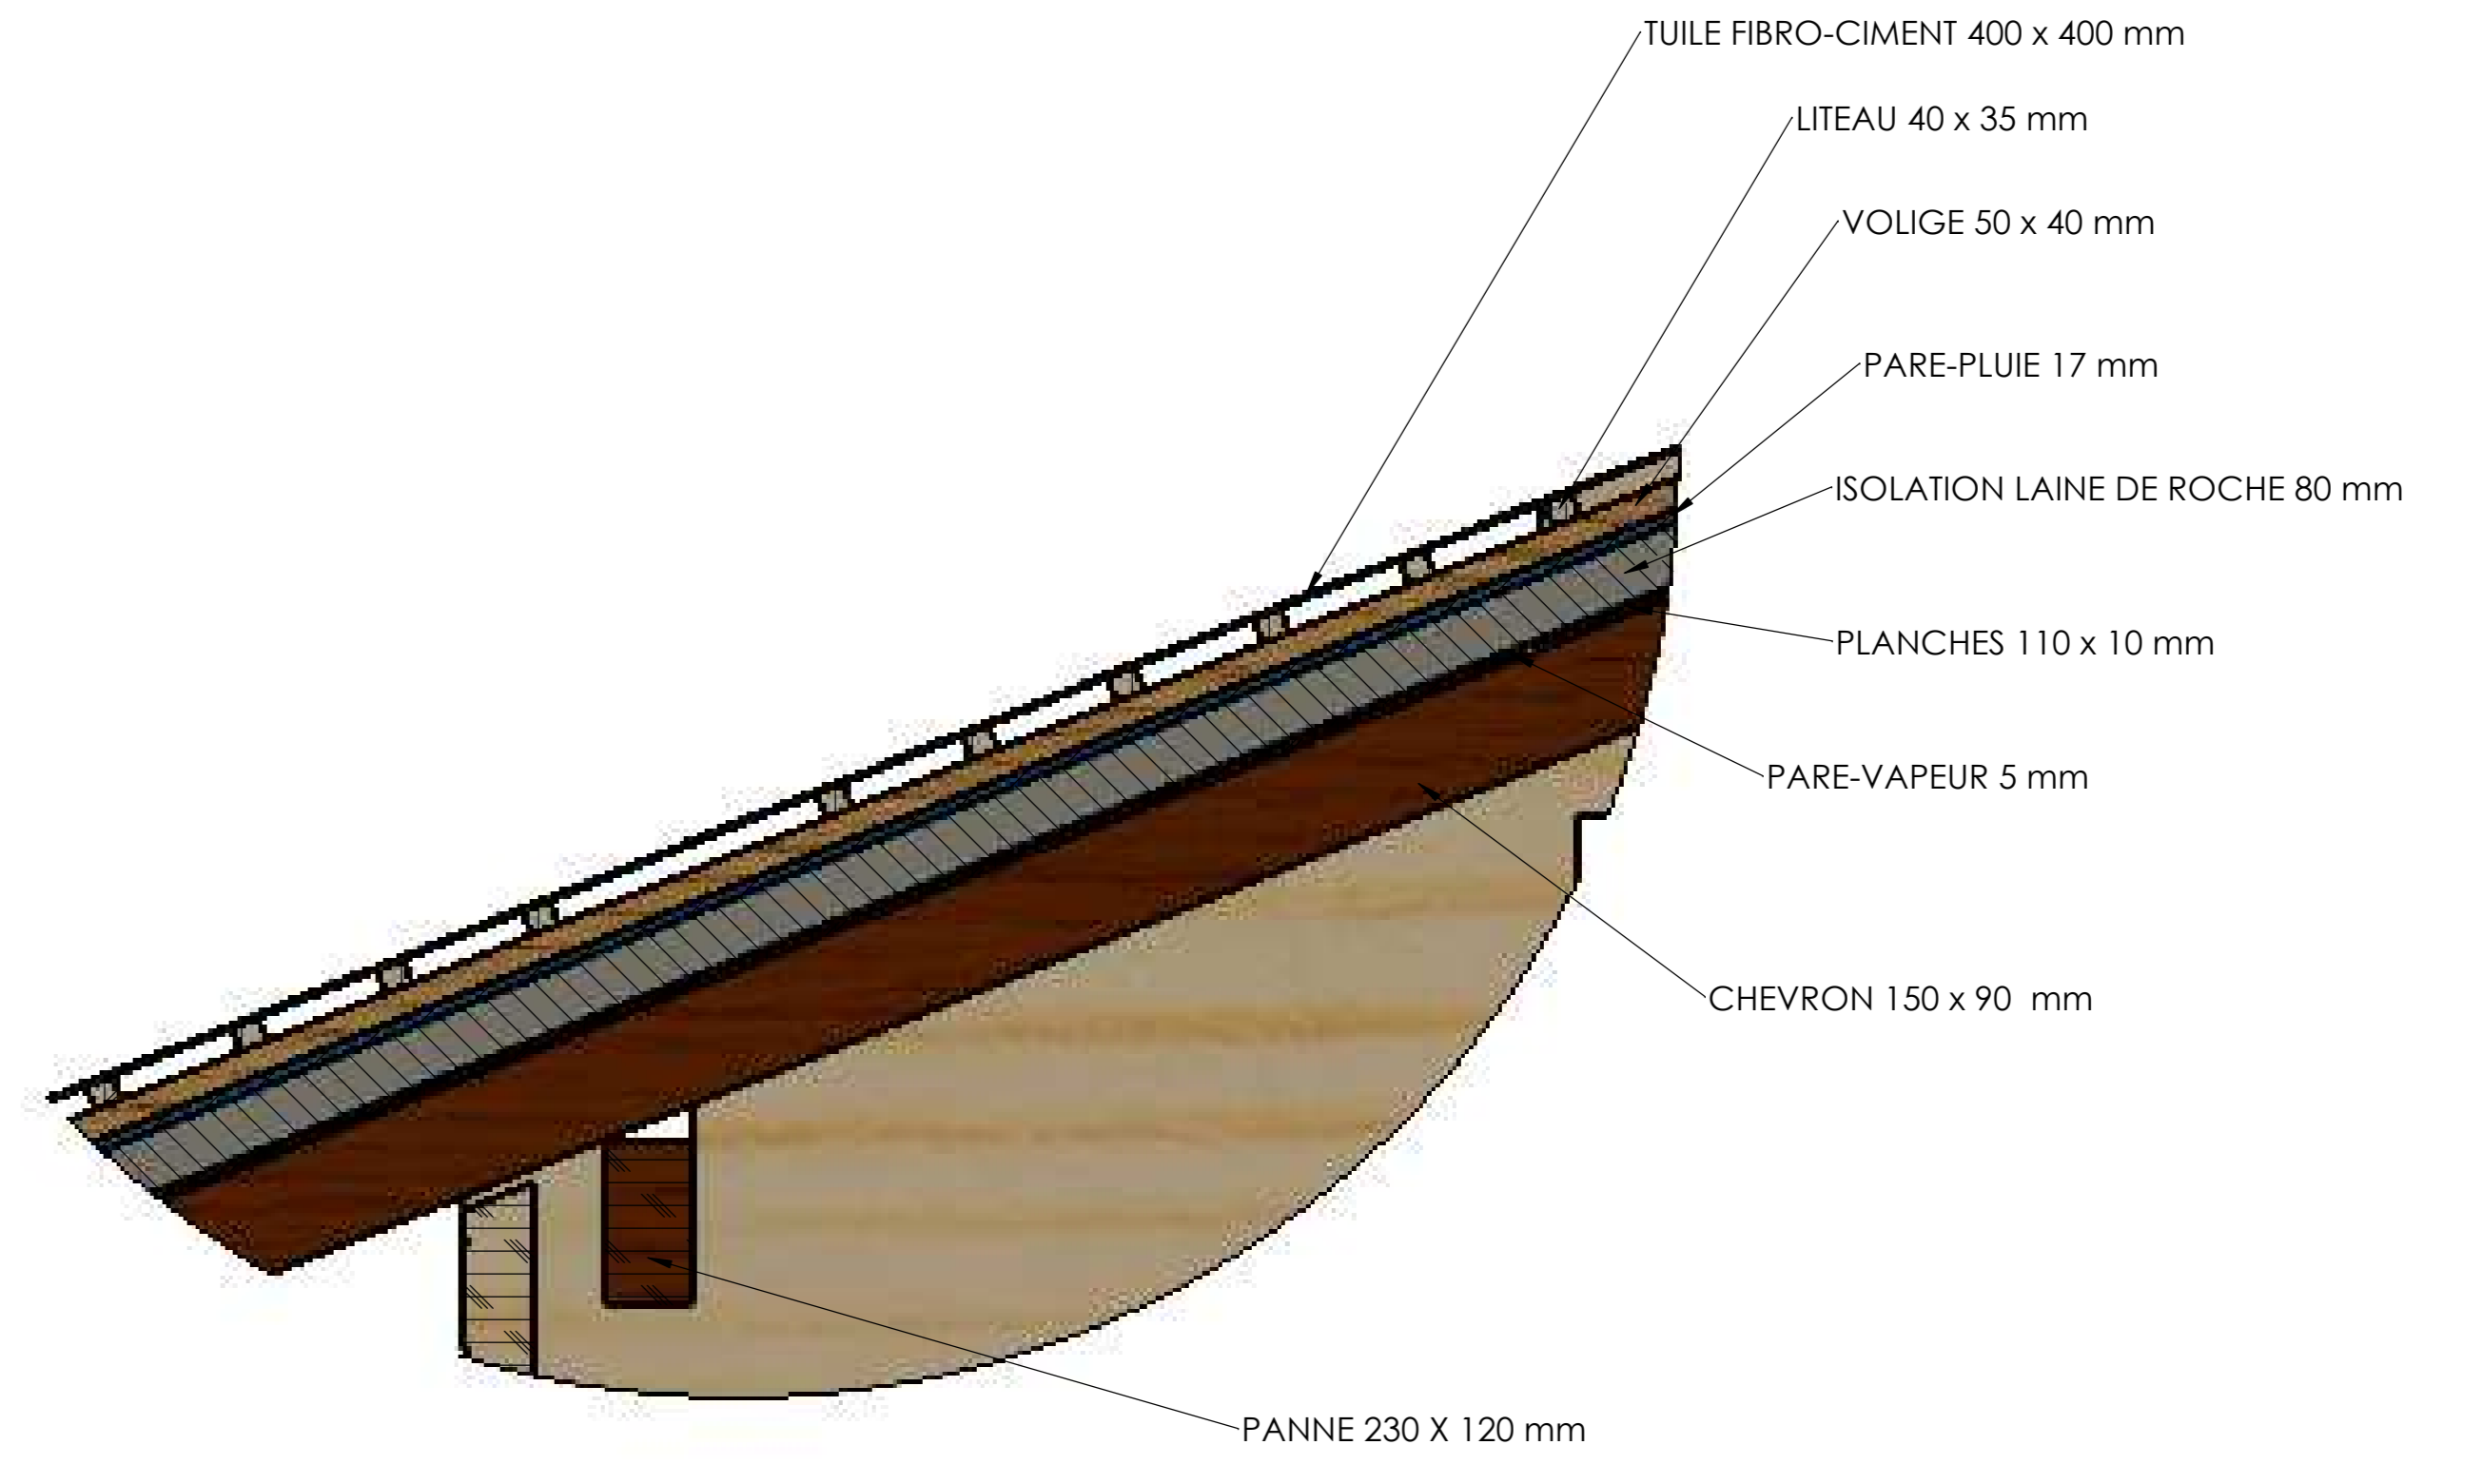 TUILE FIBRO-CIMENT 400 x 400 mm
LITEAU 40 x 35 mm
VOLIGE 50 x 40 mm
PARE-PLUIE 17 mm
ISOLATION LAINE DE ROCHE 80 mm
PLANCHES 110 x 10 mm
PARE-VAPEUR 5 mm
CHEVRON 150 x 90  mm
PANNE 230 X 120 mm